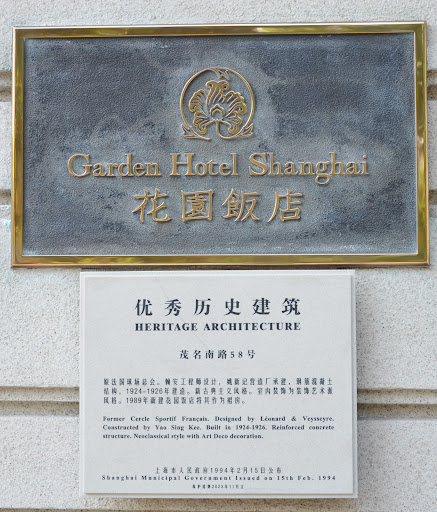 Garden Hotel Shanghai
花園飯店
优秀历史建筑
HERITAGE ARCHITECTURE
茂名南路58号
原法国球场总会。赖安工程师设计，姚新记营造厂承建，钢筋混凝土
结构，1924-1926年建造。新古典主义风格，室内装饰为装饰艺术派
风格。1989年新建花园饭店将其作为裙房。
Former Cercle Sportif Français. Designed by Léonard & Veysseyre.
Constructed by Yao Sing Kee. Built in 1924-1926. Reinforced concrete
structure. Neoclassical style with Art Deco decoration.
上海市人民政府1994年2月15日公布
Shanghai Municipal Government Issued on 15th Feb. 1994